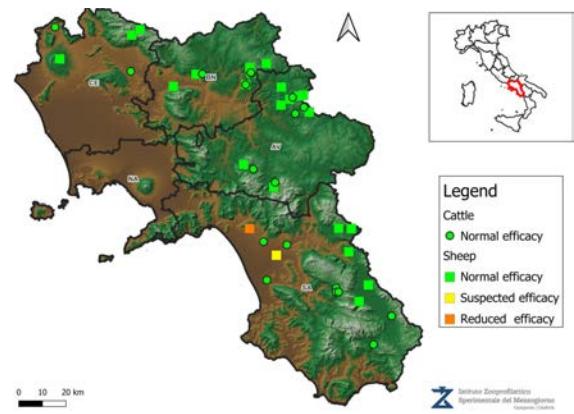 CE
BN
AV
NA
SA
Legend
Cattle
Normal efficacy
Sheep
Normal efficacy
Suspected efficacy
Reduced efficacy
0 10 20 km
Istituto Zooprofilattico
Sperimentale del Mezzogiorno